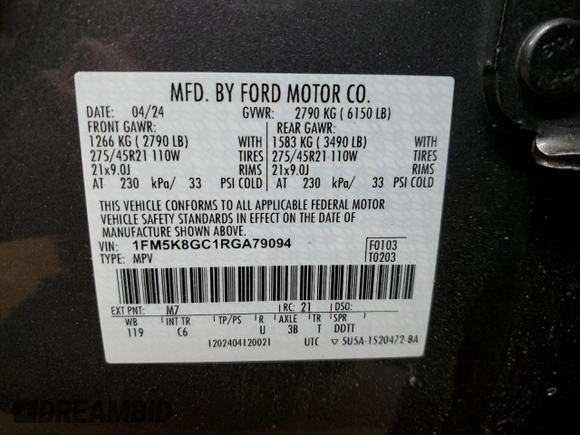 MFD. BY FORD MOTOR CO.
DATE: 04/24 GVWR: 2790 KG ( 6150 LB)
FRONT GAWR: REAR GAWR:
1266 KG ( 2790 LB) WITH 1583 KG ( 3490 LB) WITH
275/45R21 110W TIRES 275/45R21 110W TIRES
21x9.0J RIMS 21x9.0J RIMS
AT 230 kPa/ 33 PSI COLD AT 230 kPa/ 33 PSI COLD
THIS VEHICLE CONFORMS TO ALL APPLICABLE FEDERAL MOTOR
VEHICLE SAFETY STANDARDS IN EFFECT ON THE DATE OF
MANUFACTURE SHOWN ABOVE.
VIN: 1FM5K8GC1RGA79094 F0103
TYPE: MPV T0203
EXT PNT: M7 RC: 21 DSO:
WB INT TR TP/PS R AXLE TR SPR
119 C6 U 3B T DDTT
1202404120021 UTC ▽ 5U5A-1520472-BA
DREAMBID